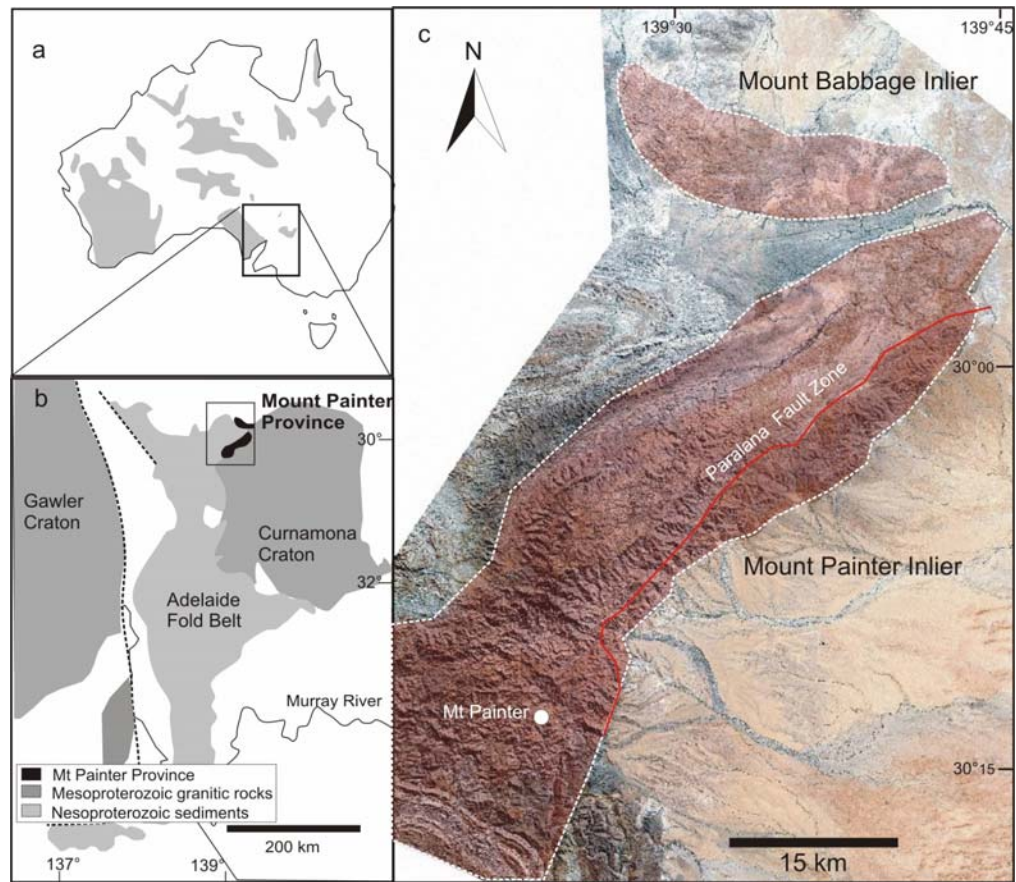 a
b
Mount Painter
Province
30°
Gawler
Craton
Curnamona
Craton
32°
Adelaide
Fold Belt
Murray River
Mt Painter Province
Mesoproterozoic granitic rocks
Nesoproterozoic sediments
200 km
137°
139°
c
N
139°30
139°45
Mount Babbage Inlier
30°00
Paralana Fault Zone
Mount Painter Inlier
Mt Painter
30°15
15 km